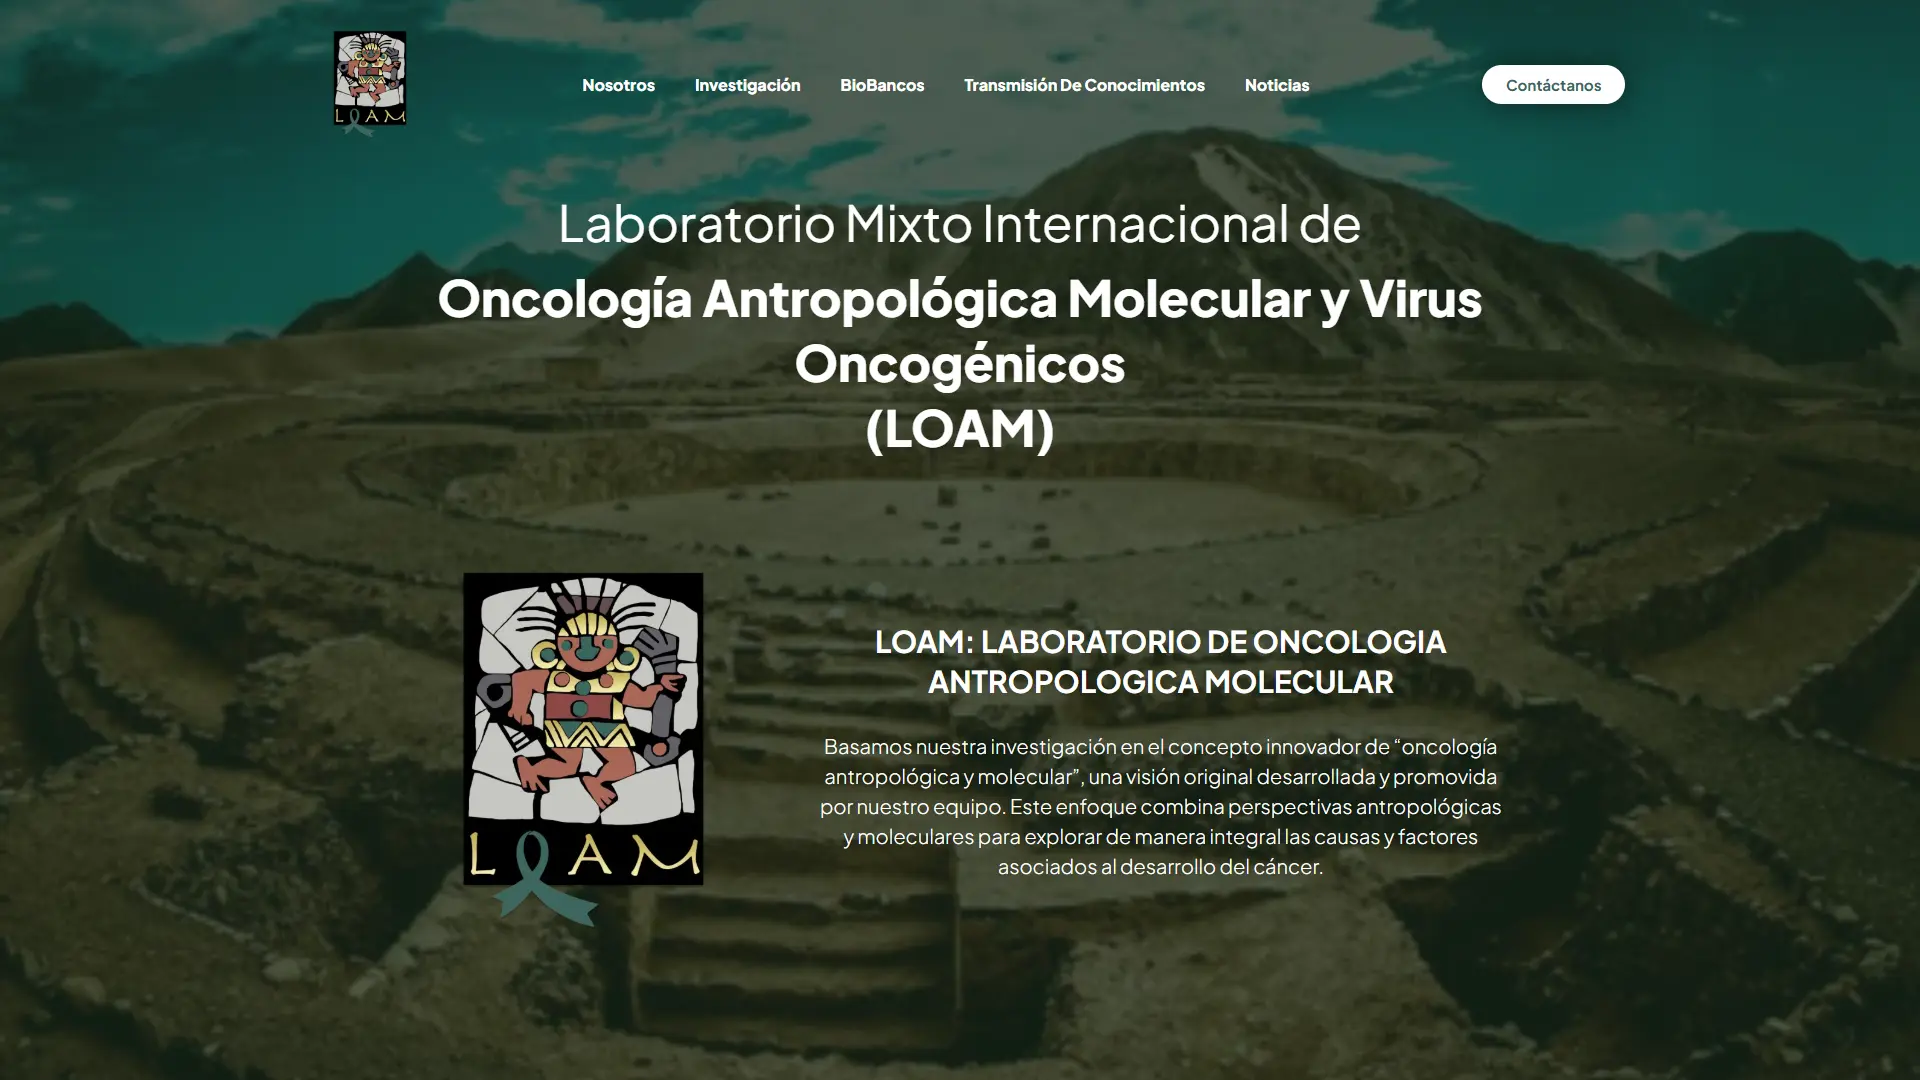 LOAM
Nosotros
Investigación
BioBancos
Transmisión De Conocimientos
Noticias
Contáctanos
Laboratorio Mixto Internacional de
Oncología Antropológica Molecular y Virus
Oncogénicos
(LOAM)
LOAM
LOAM: LABORATORIO DE ONCOLOGIA
ANTROPOLOGICA MOLECULAR
Basamos nuestra investigación en el concepto innovador de “oncología
antropológica y molecular”, una visión original desarrollada y promovida
por nuestro equipo. Este enfoque combina perspectivas antropológicas
y moleculares para explorar de manera integral las causas y factores
asociados al desarrollo del cáncer.